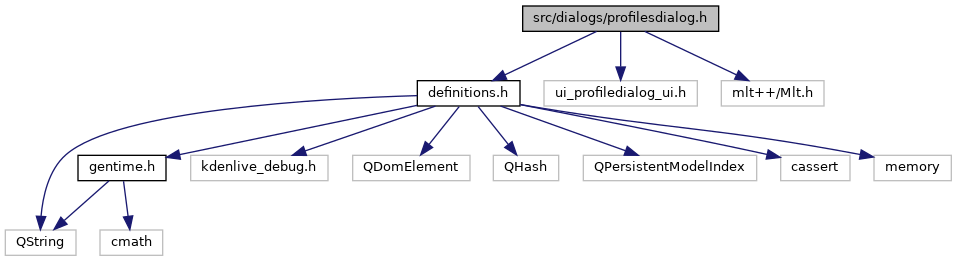 src/dialogs/profilesdialog.h
definitions.h
ui_profiledialog_ui.h
mlt++/Mlt.h
gentime.h
kdenlive_debug.h
QDomElement
QHash
QPersistentModelIndex
cassert
memory
QString
cmath